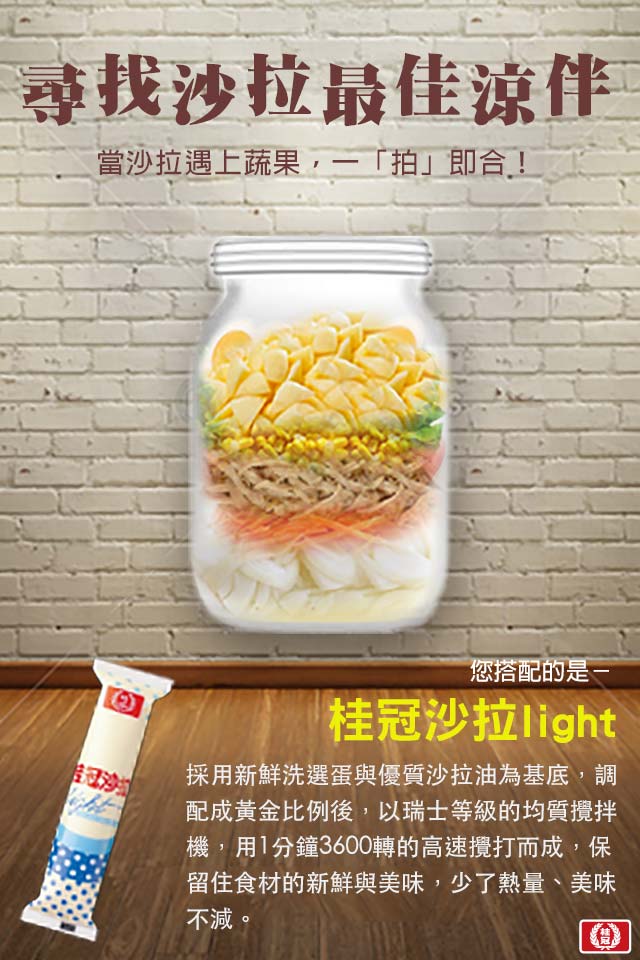 尋找沙拉最佳涼伴
當沙拉遇上蔬果，一「拍」即合！
您搭配的是－
桂冠沙拉light
採用新鮮洗選蛋與優質沙拉油為基底，調
配成黃金比例後，以瑞士等級的均質攪拌
機，用1分鐘3600轉的高速攪打而成，保
留住食材的新鮮與美味，少了熱量、美味
不減。
桂冠沙拉
light
桂冠